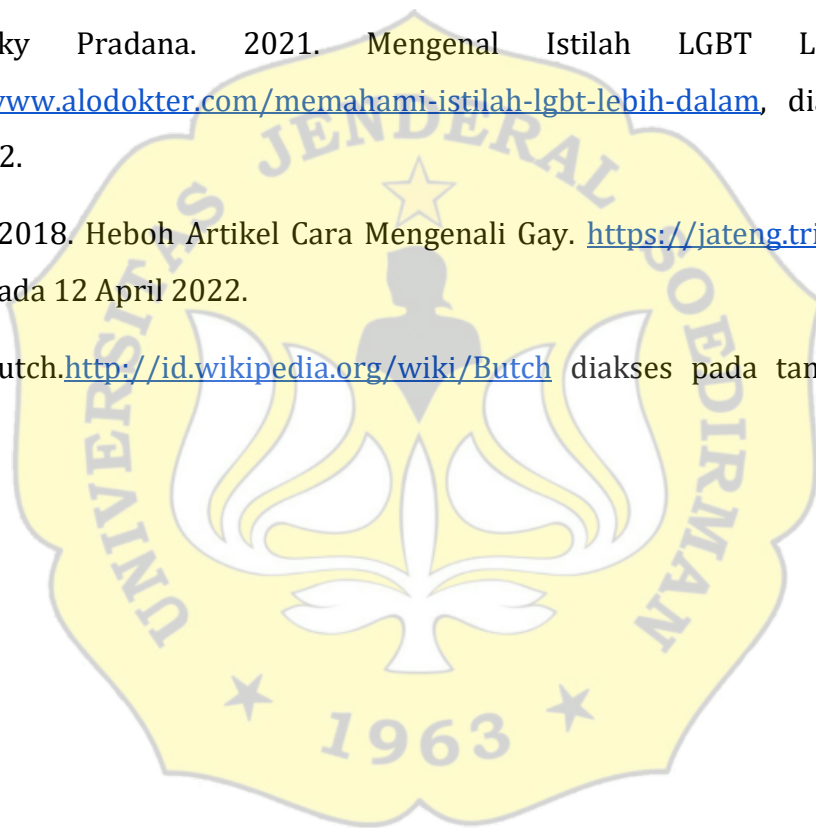 ky Pradana. 2021. Mengenal Istilah LGBT L
www.alodokter.com/memahami-istilah-lgbt-lebih-dalam, dia
2.
2018. Heboh Artikel Cara Mengenali Gay. https://jateng.tri
ada 12 April 2022.
utch.http://id.wikipedia.org/wiki/Butch diakses pada tan
UNIVERSITAS JENDERAL SOEDIRMAN
1963